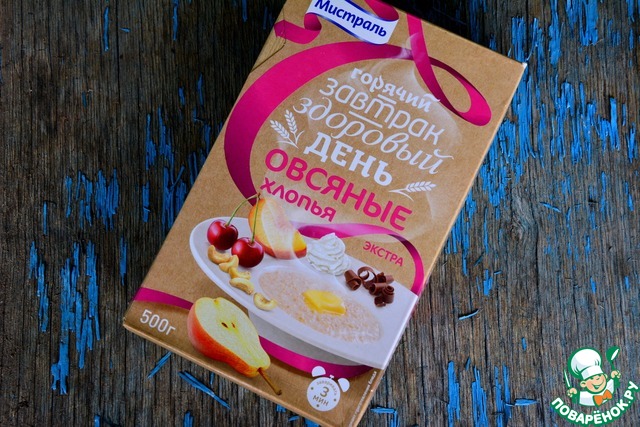 Мистраль
горячий
завтрак
здоровый
день
ОВСЯНЫЕ
хлопья
ЭКСТРА
500г
3
мин
ПОВАРЁНОК.РУ